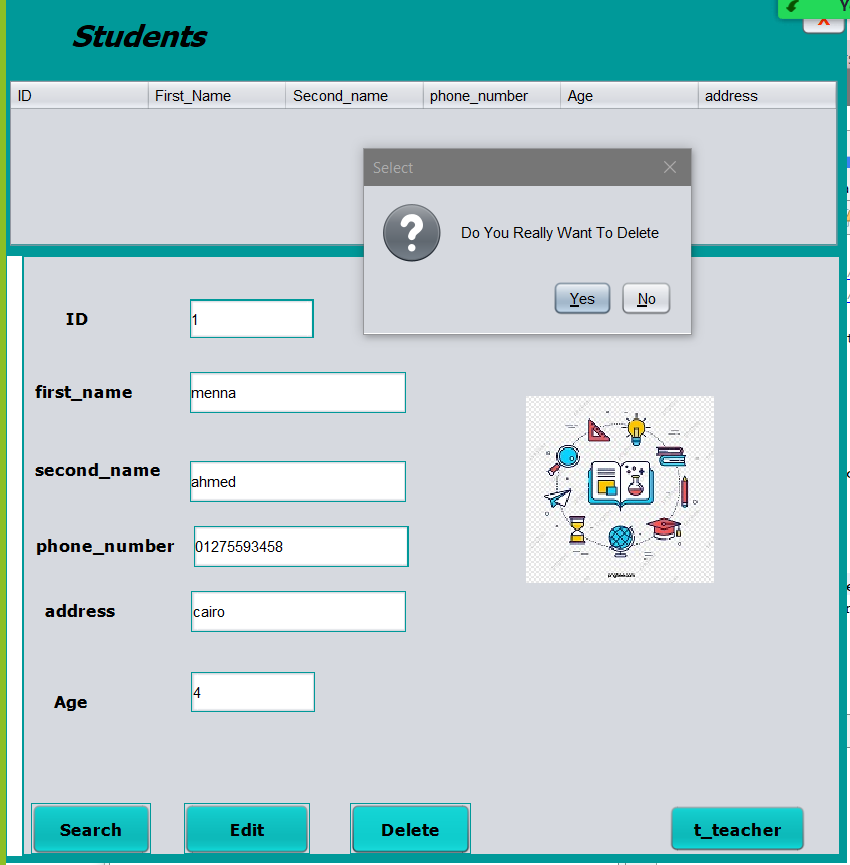 Students
X
ID First_Name Second_name phone_number Age address
Select
Do You Really Want To Delete
Yes No
ID 1
first_name menna
second_name ahmed
phone_number 01275593458
address cairo
Age 4
Search Edit Delete t_teacher